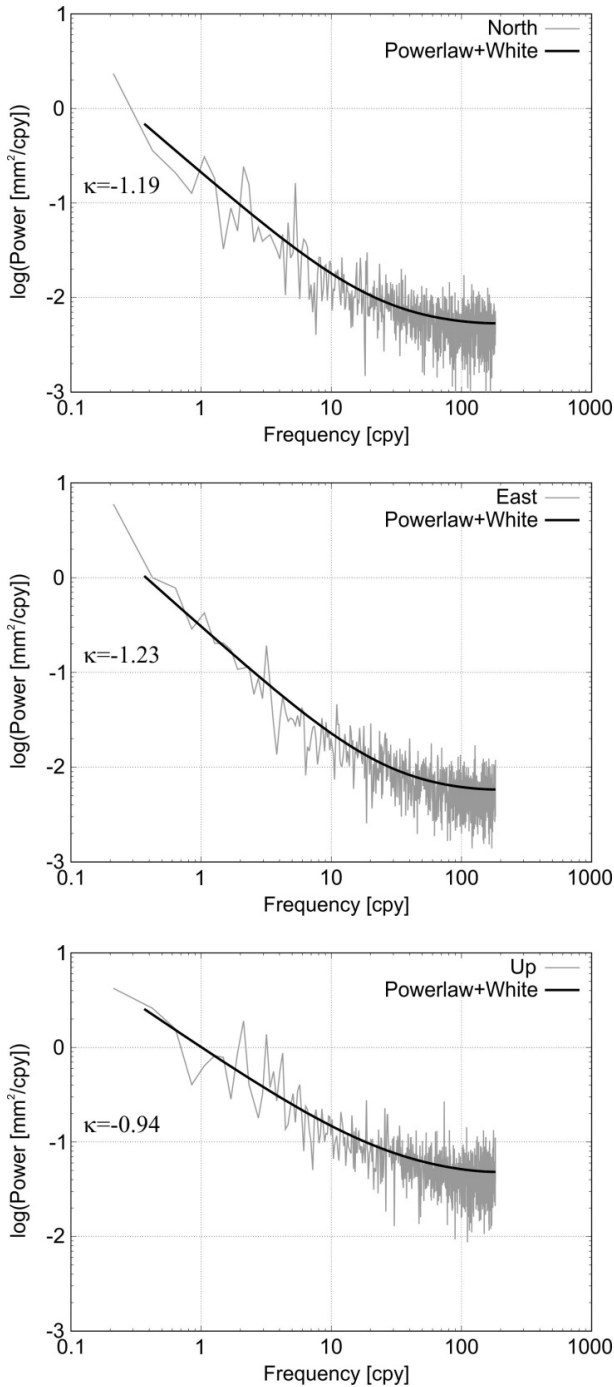 North
Powerlaw+White
1
0
-1
-2
-3
log(Power [mm²/cpy])
κ=-1.19
0.1 1 10 100 1000
Frequency [cpy]
East
Powerlaw+White
1
0
-1
-2
-3
log(Power [mm²/cpy])
κ=-1.23
0.1 1 10 100 1000
Frequency [cpy]
Up
Powerlaw+White
1
0
-1
-2
-3
log(Power [mm²/cpy])
κ=-0.94
0.1 1 10 100 1000
Frequency [cpy]